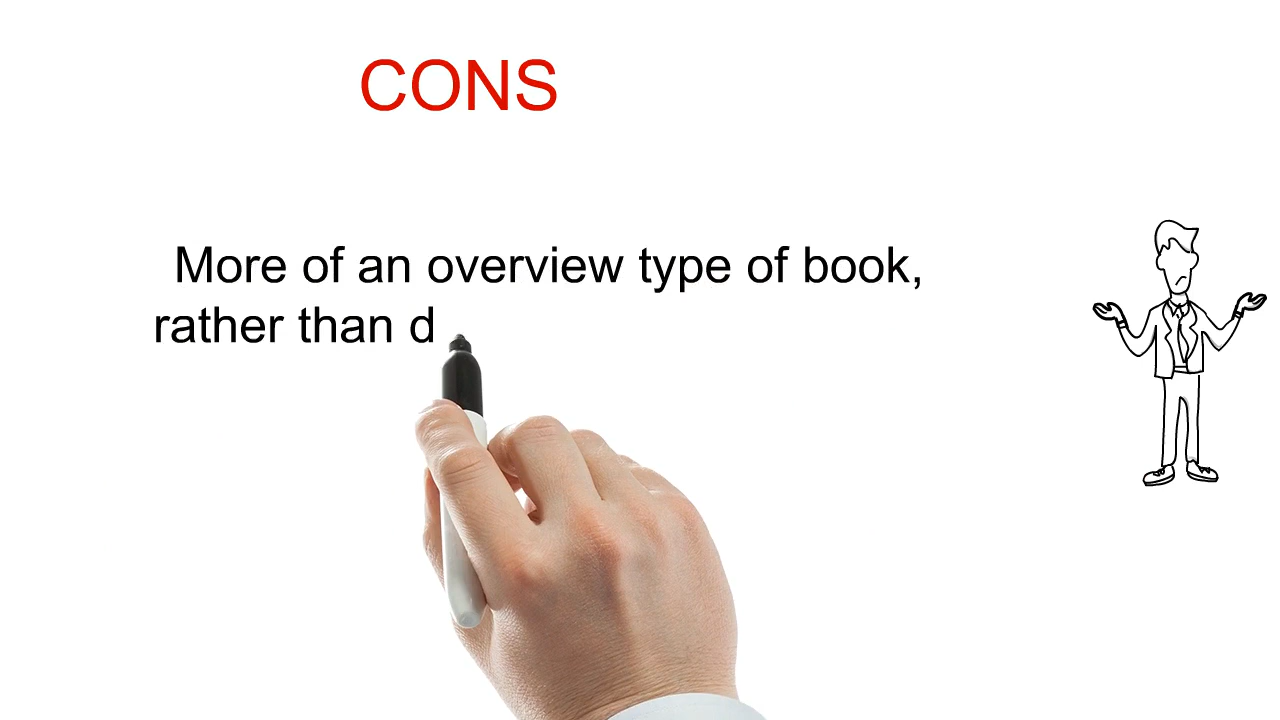 CONS
More of an overview type of book,
rather than d